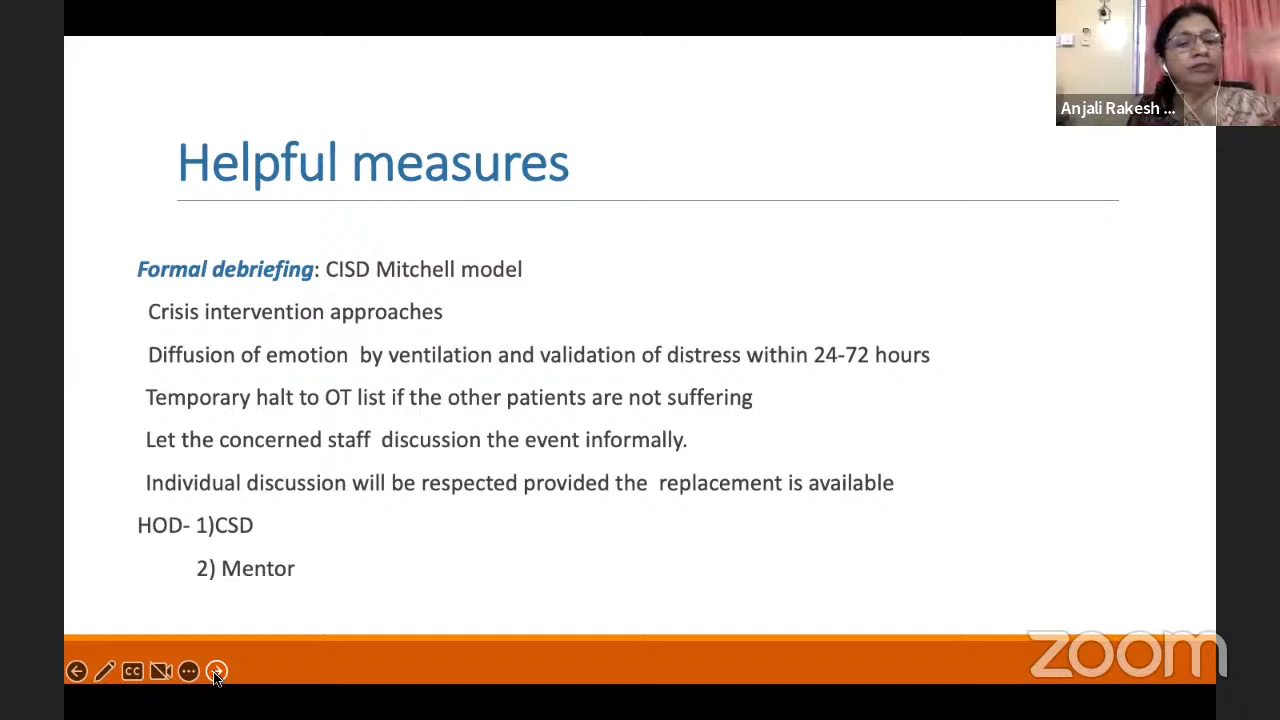 Anjali Rakesh ...
Helpful measures
Formal debriefing: CISD Mitchell model
Crisis intervention approaches
Diffusion of emotion by ventilation and validation of distress within 24-72 hours
Temporary halt to OT list if the other patients are not suffering
Let the concerned staff discussion the event informally.
Individual discussion will be respected provided the replacement is available
HOD- 1)CSD
2) Mentor
CC
zoom